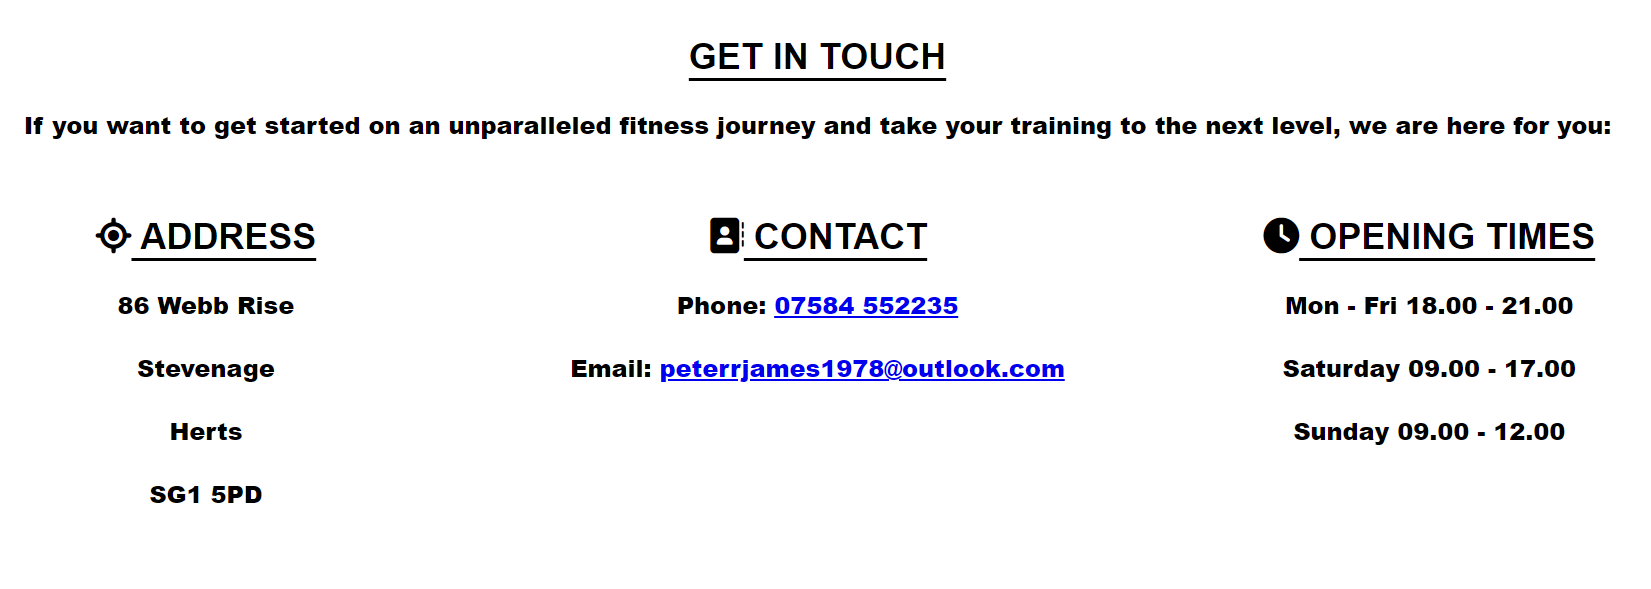 GET IN TOUCH
If you want to get started on an unparalleled fitness journey and take your training to the next level, we are here for you:
ADDRESS
86 Webb Rise
Stevenage
Herts
SG1 5PD
CONTACT
Phone: 07584 552235
Email: peterrjames1978@outlook.com
OPENING TIMES
Mon - Fri 18.00 - 21.00
Saturday 09.00 - 17.00
Sunday 09.00 - 12.00